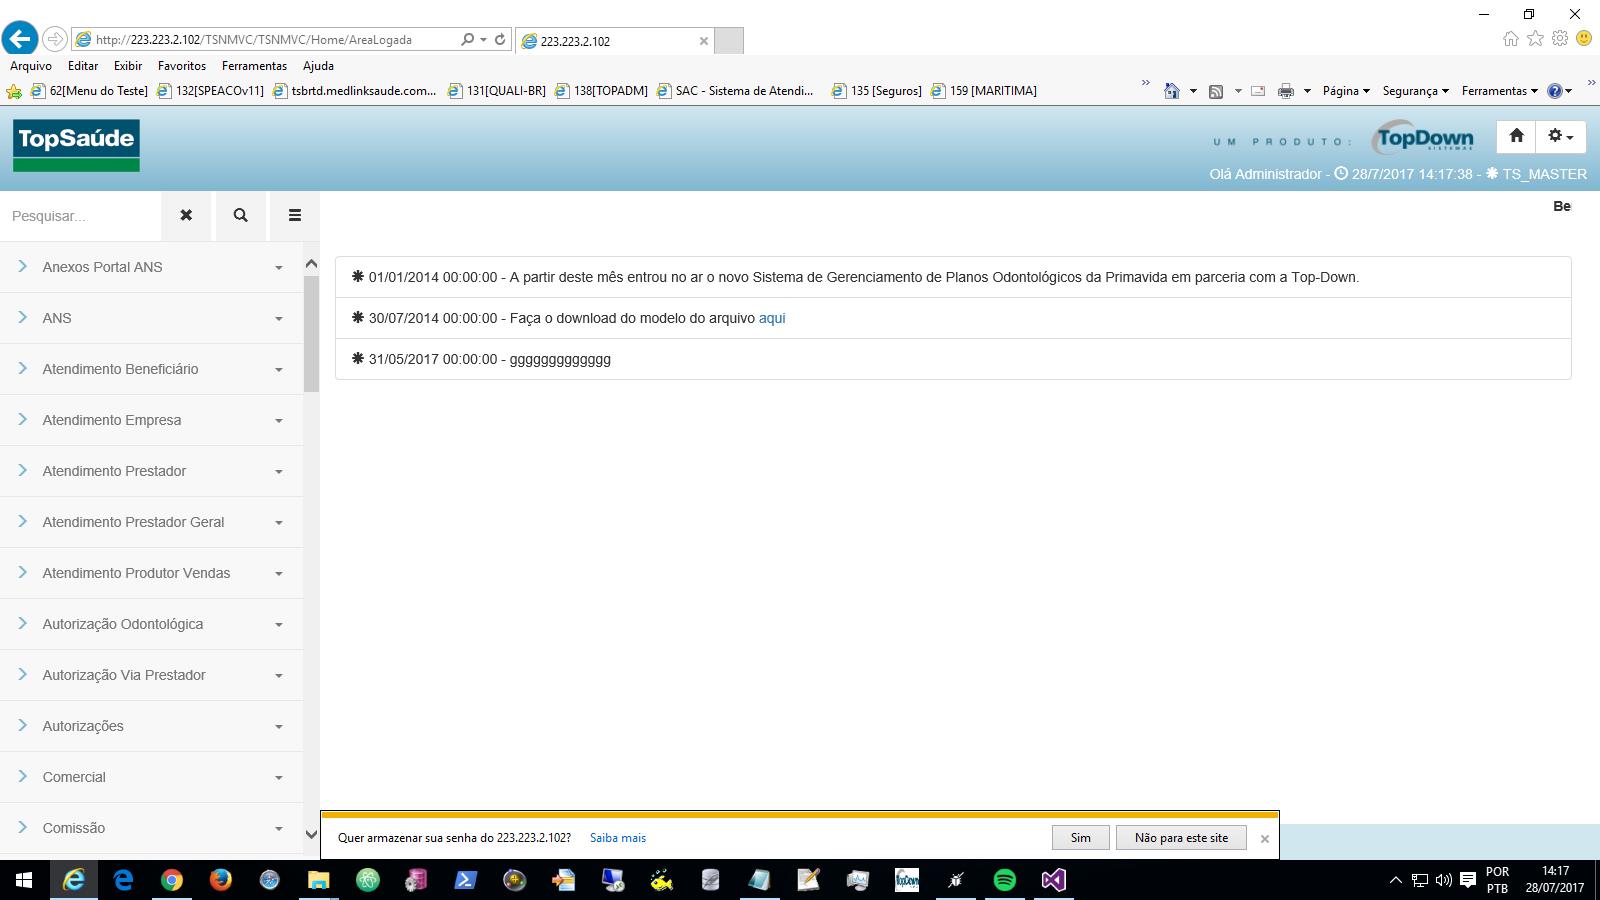 http://223.223.2.102/TSNMVC/TSNMVC/Home/AreaLogada
223.223.2.102
Arquivo Editar Exibir Favoritos Ferramentas Ajuda
62[Menu do Teste] 132[SPEACOv11] tsbrtd.medlinksaude.com... 131[QUALI-BR] 138[TOPADM] SAC - Sistema de Atendi... 135 [Seguros] 159 [MARITIMA] Página Segurança Ferramentas
TopSaúde
UM PRODUTO: TopDown SISTEMAS
Olá Administrador - 28/7/2017 14:17:38 - TS_MASTER
Pesquisar...
Be
Anexos Portal ANS
ANS
Atendimento Beneficiário
Atendimento Empresa
Atendimento Prestador
Atendimento Prestador Geral
Atendimento Produtor Vendas
Autorização Odontológica
Autorização Via Prestador
Autorizações
Comercial
Comissão
01/01/2014 00:00:00 - A partir deste mês entrou no ar o novo Sistema de Gerenciamento de Planos Odontológicos da Primavida em parceria com a Top-Down.
30/07/2014 00:00:00 - Faça o download do modelo do arquivo aqui
31/05/2017 00:00:00 - ggggggggggggg
Quer armazenar sua senha do 223.223.2.102? Saiba mais Sim Não para este site
TopDown
POR
PTB
14:17
28/07/2017